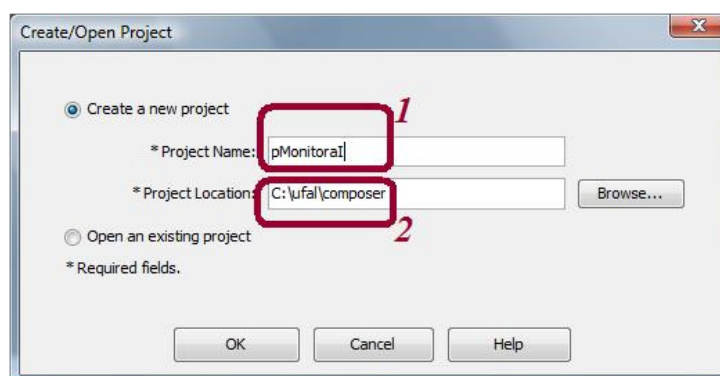 Create/Open Project
Create a new project
1
* Project Name: pMonitoraI
* Project Location: C:\ufal\composer
Browse...
2
Open an existing project
* Required fields.
OK Cancel Help